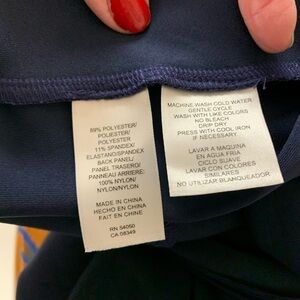 89% POLYESTER/
POLIESTER/
POLYESTER
11% SPANDEX/
ELASTANO/SPANDEX
BACK PANEL/
PANEL TRASERO/
PANNEAU ARRIERE:
100% NYLON/
NYLON/NYLON
MADE IN CHINA
HECHO EN CHINA
FAIT EN CHINE
RN 54050
CA 08349
MACHINE WASH COLD WATER
GENTLE CYCLE
WASH WITH LIKE COLORS
NO BLEACH
DRIP DRY
PRESS WITH COOL IRON
IF NECESSARY
LAVAR A MAQUINA
EN AGUA FRIA
CICLO SUAVE
LAVAR CON COLORES
SIMILARES
NO UTILIZAR BLANQUEADOR